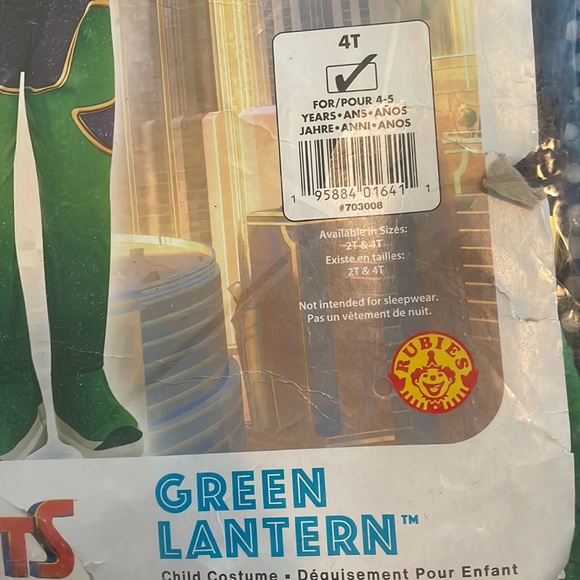 4T
FOR/POUR 4-5
YEARS•ANS•AÑOS
JAHRE•ANNI•ANOS
1 95884 01641 1
#703008
Available in Sizes:
2T & 4T
Existe en tailles:
2T & 4T
Not intended for sleepwear.
Pas un vêtement de nuit.
RUBIES
GREEN
LANTERN™
TS
Child Costume ▪ Déguisement Pour Enfant